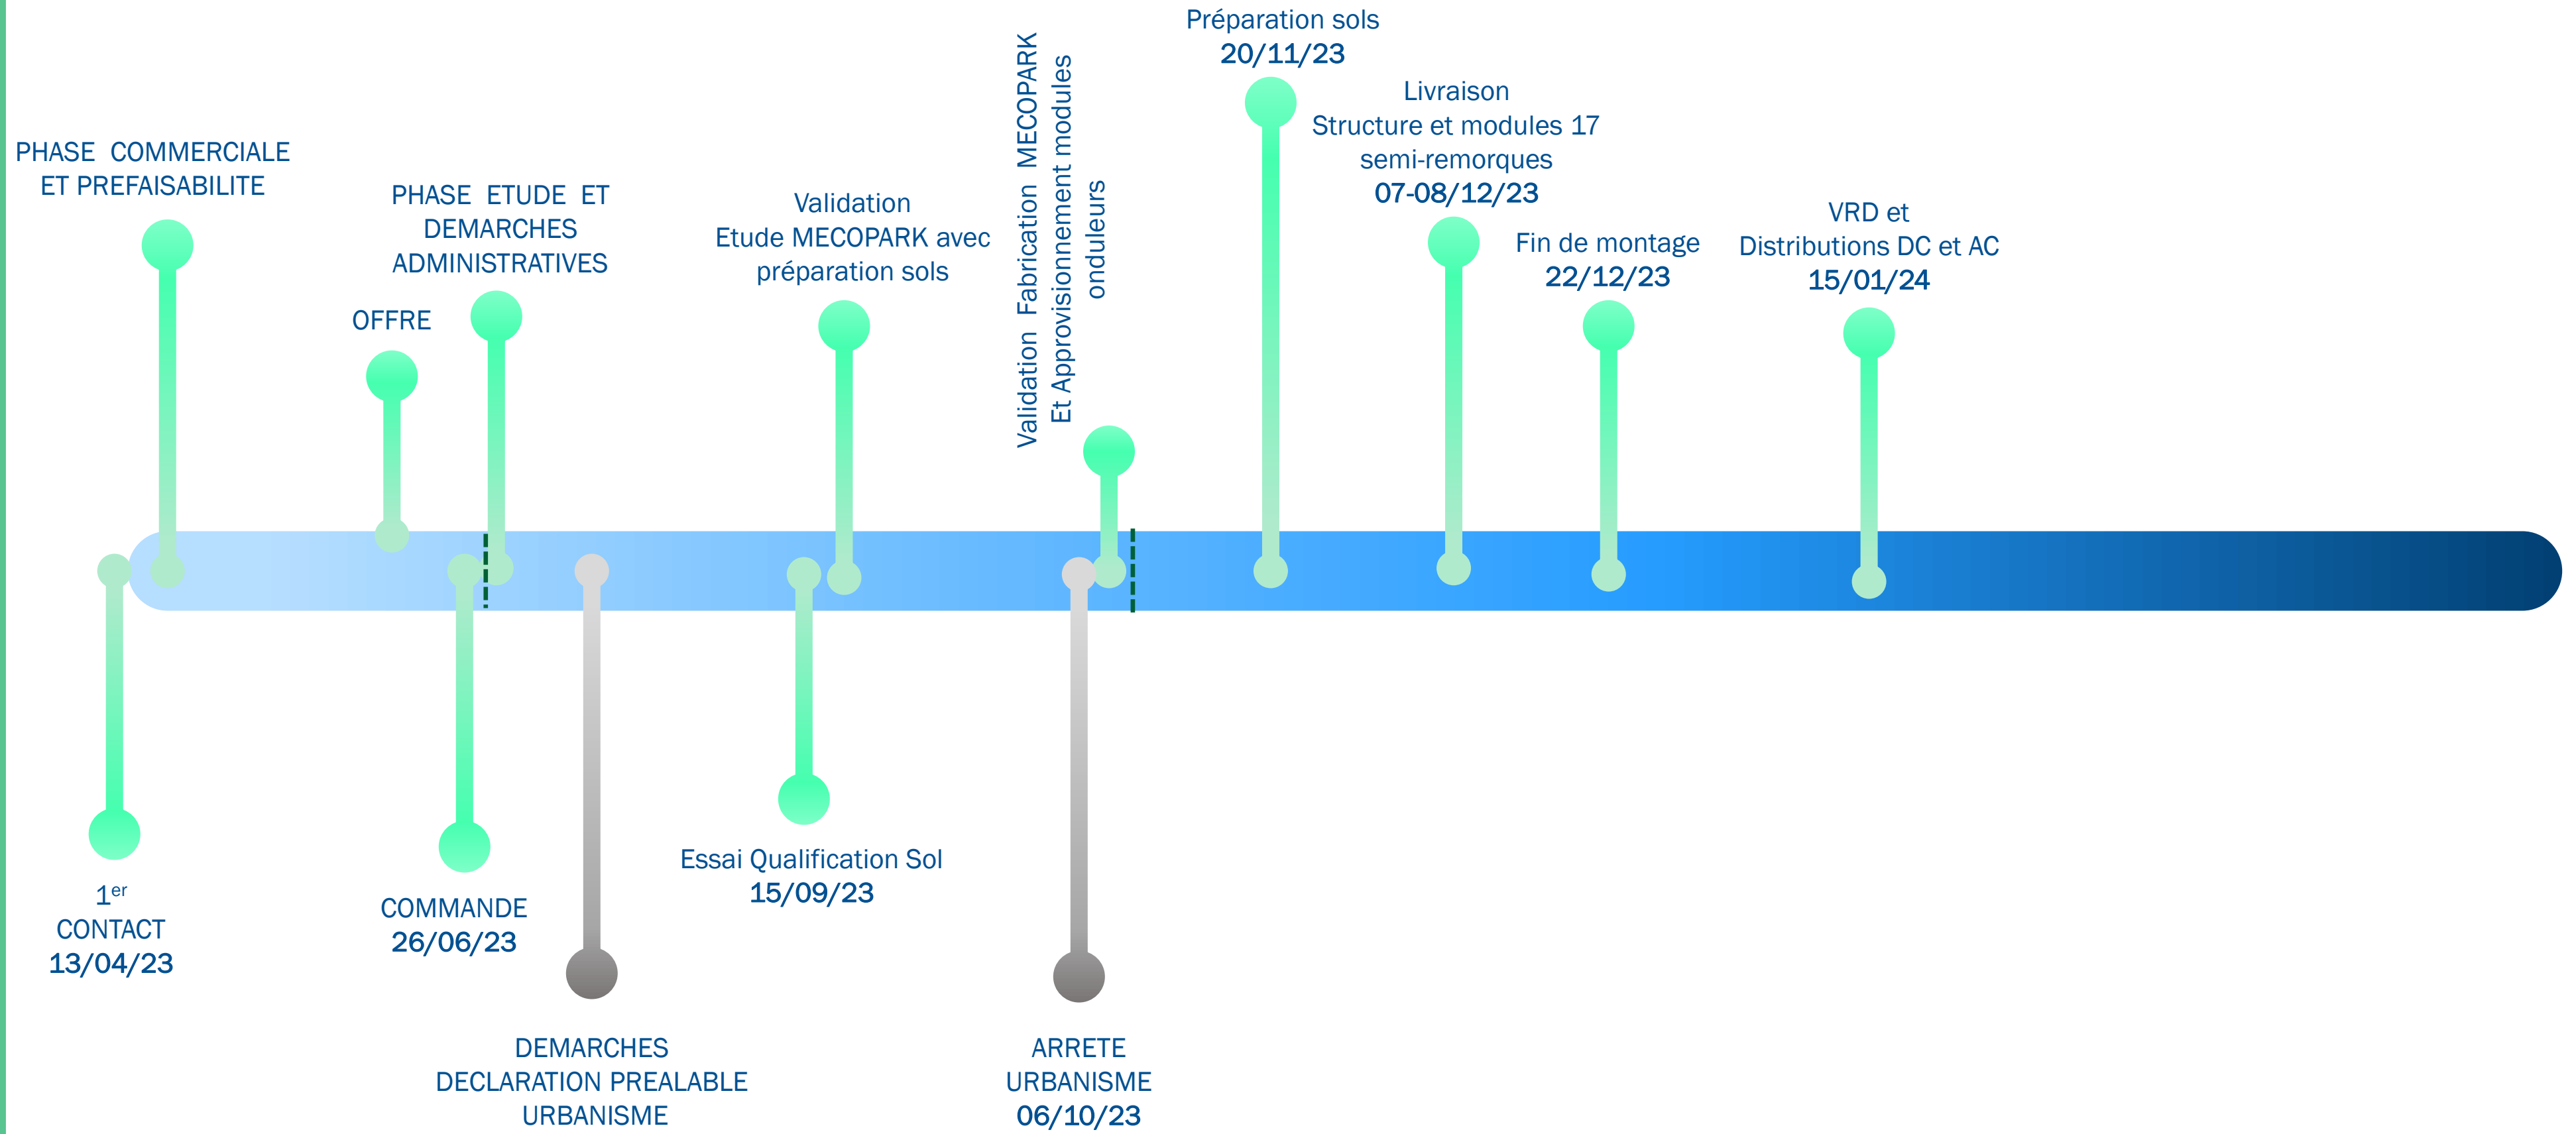 PHASE COMMERCIALE
ET PREFAISABILITE
OFFRE
PHASE ETUDE ET
DEMARCHES
ADMINISTRATIVES
Validation
Etude MECOPARK avec
préparation sols
Validation Fabrication MECOPARK
Et Approvisionnement modules
onduleurs
Préparation sols
20/11/23
Livraison
Structure et modules 17
semi-remorques
07-08/12/23
Fin de montage
22/12/23
VRD et
Distributions DC et AC
15/01/24
1er
CONTACT
13/04/23
COMMANDE
26/06/23
DEMARCHES
DECLARATION PREALABLE
URBANISME
Essai Qualification Sol
15/09/23
ARRETE
URBANISME
06/10/23